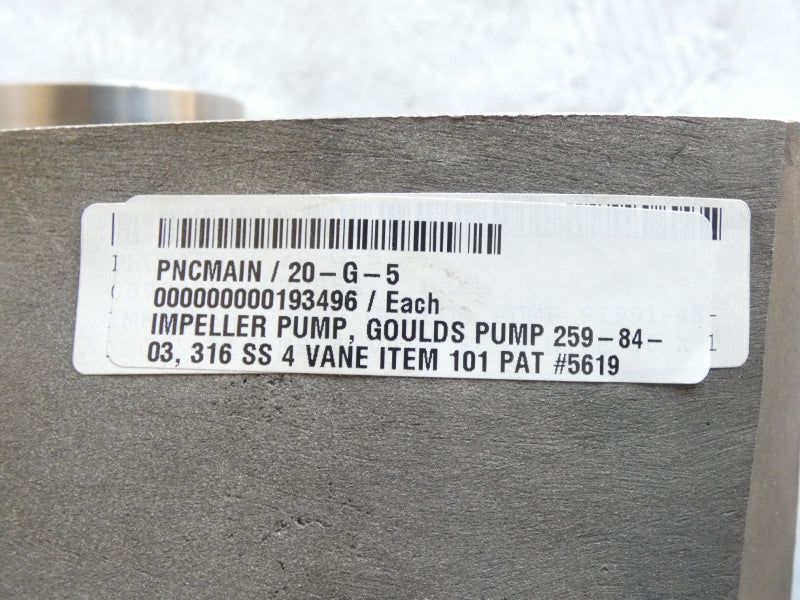 PNCMAIN / 20-G-5
000000000193496 / Each
IMPELLER PUMP, GOULDS PUMP 259-84-
03, 316 SS 4 VANE ITEM 101 PAT #5619